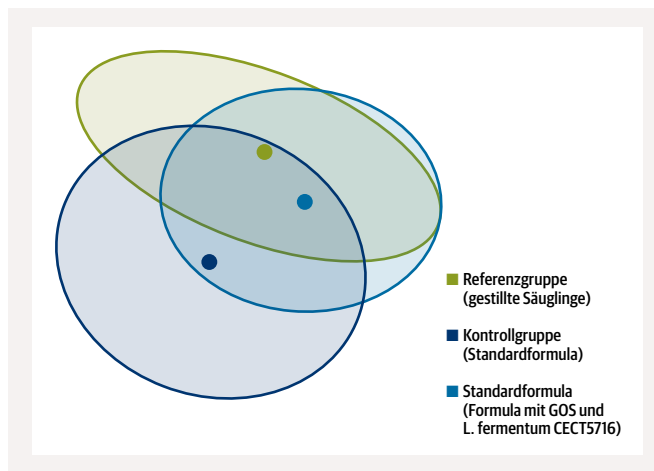 Referenzgruppe
(gestillte Säuglinge)
Kontrollgruppe
(Standardformula)
Standardformula
(Formula mit GOS und
L. fermentum CECT5716)